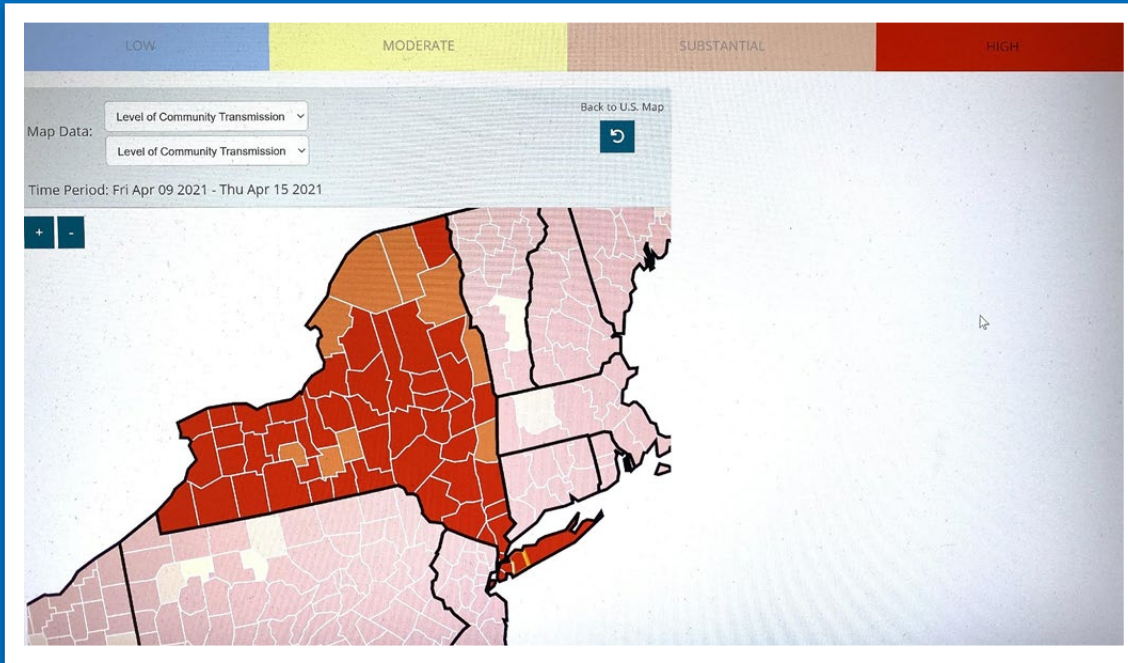 LOW MODERATE SUBSTANTIAL HIGH
Map Data:
Level of Community Transmission
Level of Community Transmission
Back to U.S. Map
Time Period: Fri Apr 09 2021 - Thu Apr 15 2021
+ -